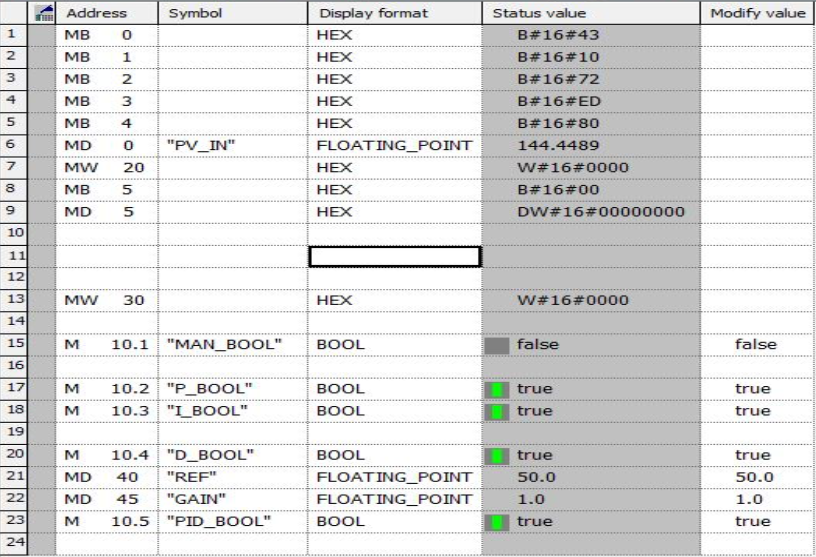 Address Symbol Display format Status value Modify value
1 MB 0 HEX B#16#43
2 MB 1 HEX B#16#10
3 MB 2 HEX B#16#72
4 MB 3 HEX B#16#ED
5 MB 4 HEX B#16#80
6 MD 0 "PV_IN" FLOATING_POINT 144.4489
7 MW 20 HEX W#16#0000
8 MB 5 HEX B#16#00
9 MD 5 HEX DW#16#00000000
10
11
12
13 MW 30 HEX W#16#0000
14
15 M 10.1 "MAN_BOOL" BOOL false false
16
17 M 10.2 "P_BOOL" BOOL true true
18 M 10.3 "I_BOOL" BOOL true true
19
20 M 10.4 "D_BOOL" BOOL true true
21 MD 40 "REF" FLOATING_POINT 50.0 50.0
22 MD 45 "GAIN" FLOATING_POINT 1.0 1.0
23 M 10.5 "PID_BOOL" BOOL true true
24